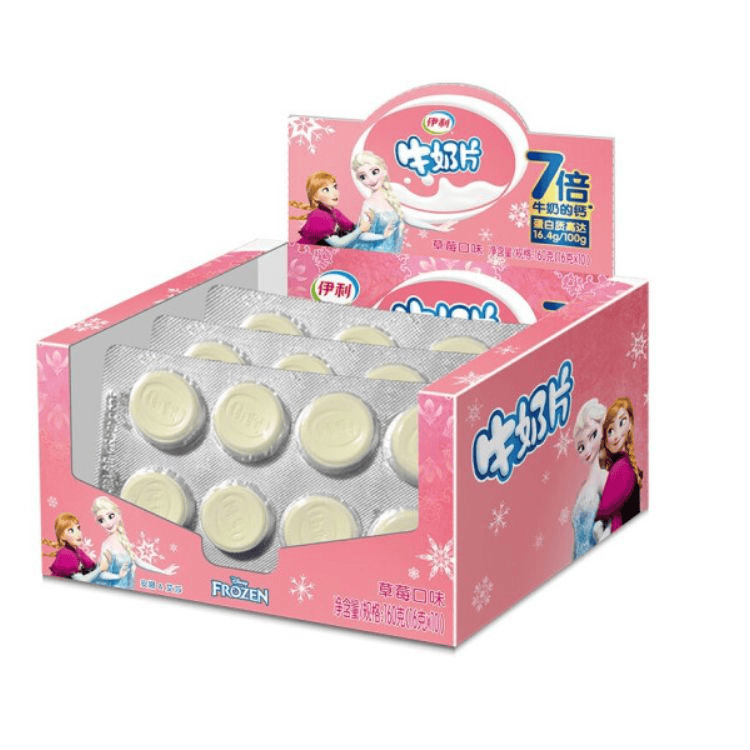 伊利
牛奶片
7倍
牛奶的钙*
蛋白质高达
16.4g/100g
草莓口味 净含量/规格:160克(16克×10)
伊利
牛奶片
Disney
FROZEN
草莓口味
净含量/规格:160克(16克×10)